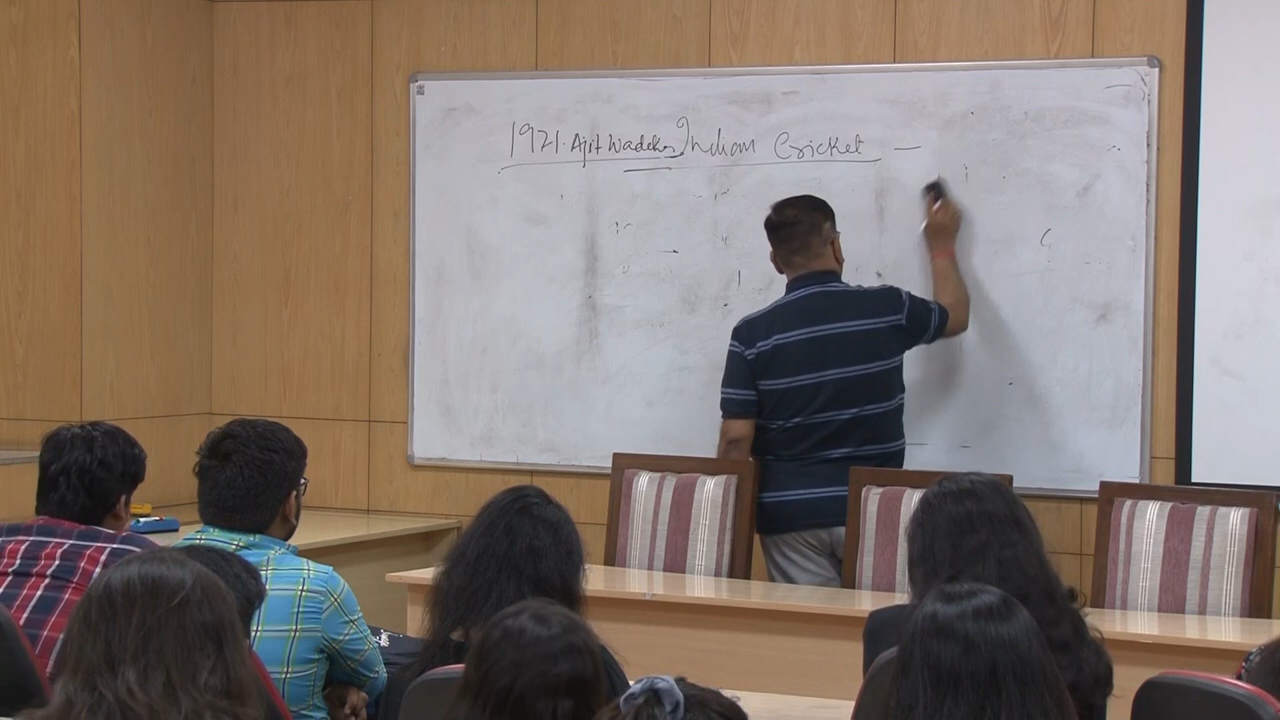 1971. Ajit Wadekar Indian Cricket —